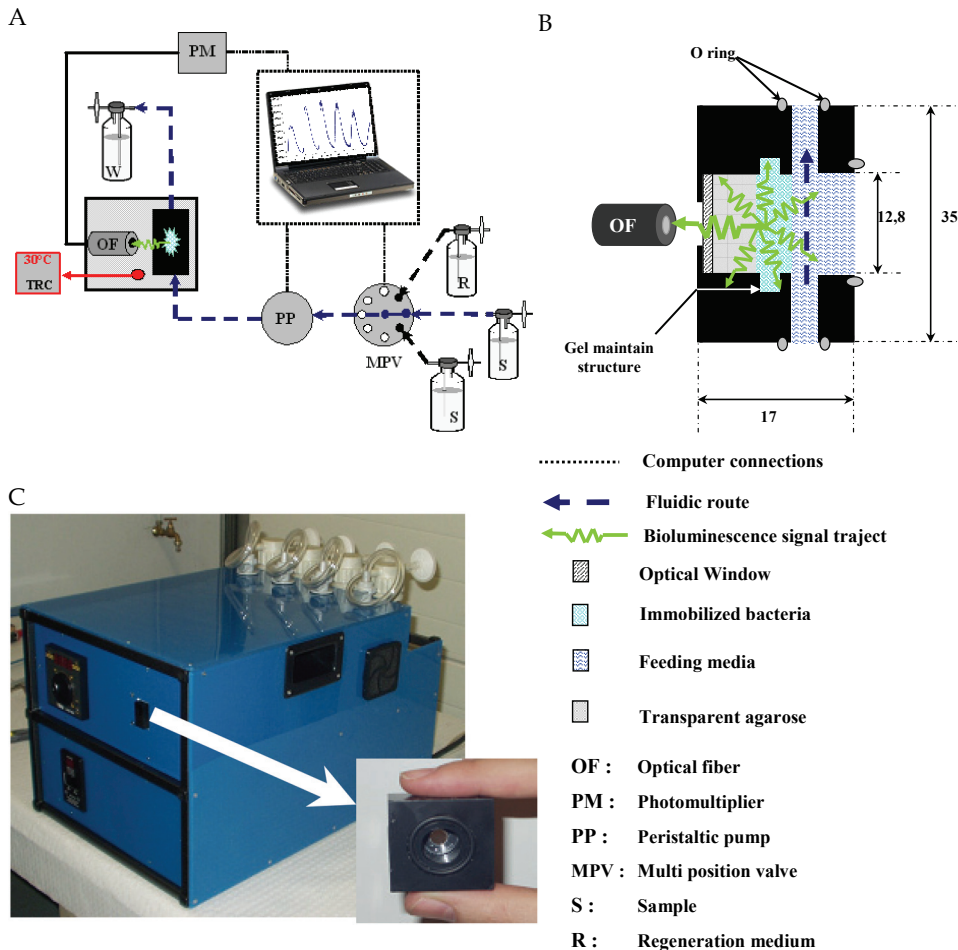 A
PM
W
OF
30°C
TRC
PP
MPV
R
S
S
B
O ring
OF
12,8
35
Gel maintain
structure
17
Computer connections
Fluidic route
Bioluminescence signal traject
Optical Window
Immobilized bacteria
Feeding media
Transparent agarose
OF : Optical fiber
PM : Photomultiplier
PP : Peristaltic pump
MPV : Multi position valve
S : Sample
R : Regeneration medium
C